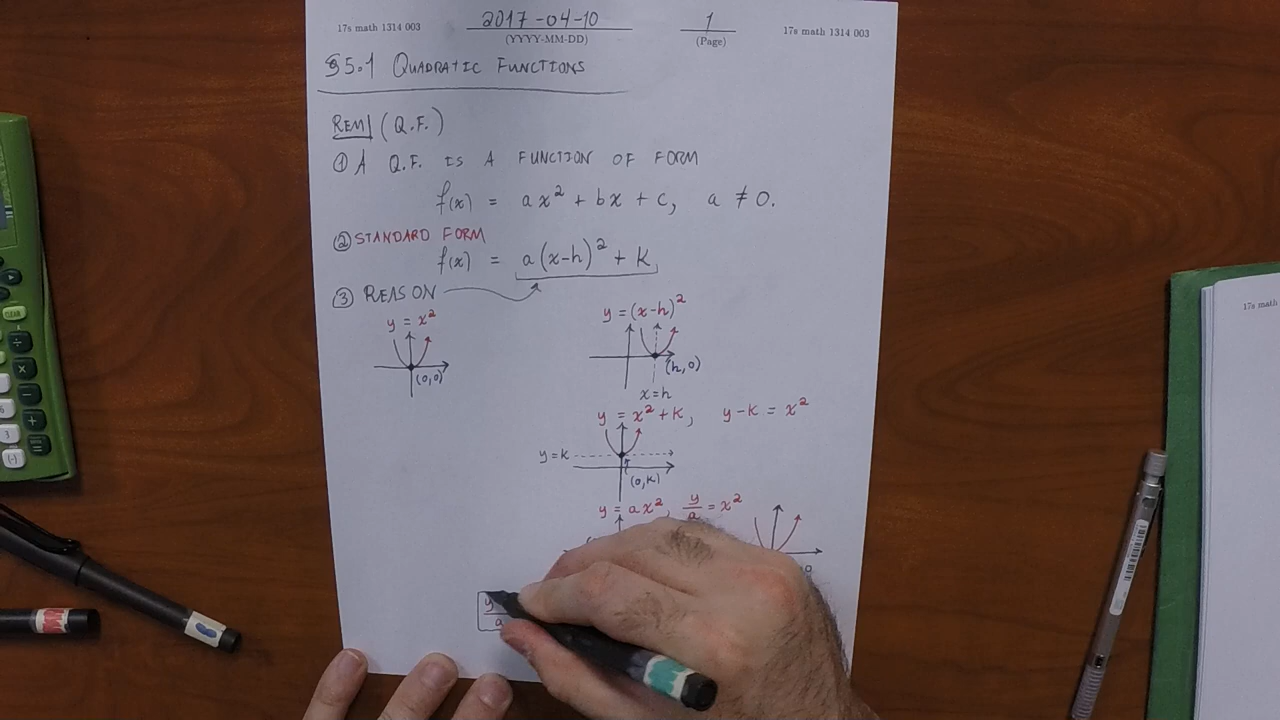 17s math 1314 003 2017-04-10 1 17s math 1314 003
(YYYY-MM-DD) (Page)
§5.1 QUADRATIC FUNCTIONS
REM (Q.F.)
① A Q.F. IS A FUNCTION OF FORM
f(x) = ax² + bx + c, a ≠ 0.
② STANDARD FORM
f(x) = a(x-h)² + k
③ REASON
y = x²
(0,0)
y = (x-h)²
(h,0)
x=h
y = x² + k, y-k = x²
y=k
(0,k)
y = ax², y/a = x²
17s math
CLEAR
(-)